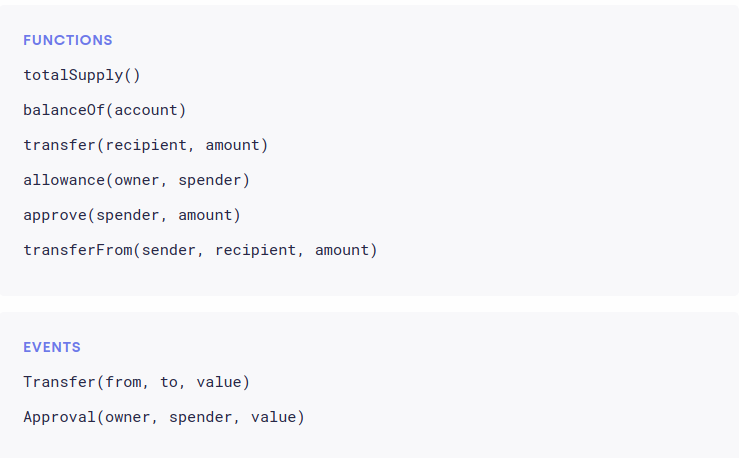 FUNCTIONS
totalSupply()
balanceOf(account)
transfer(recipient, amount)
allowance(owner, spender)
approve(spender, amount)
transferFrom(sender, recipient, amount)
EVENTS
Transfer(from, to, value)
Approval(owner, spender, value)